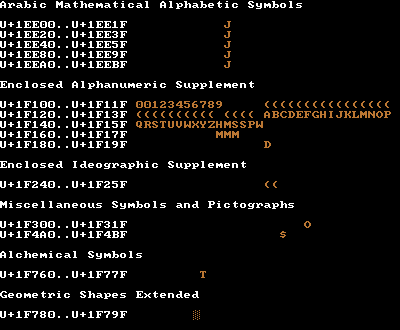 Arabic Mathematical Alphabetic Symbols
U+1EE00..U+1EE1F J
U+1EE20..U+1EE3F J
U+1EE40..U+1EE5F J
U+1EE80..U+1EE9F J
U+1EEA0..U+1EEBF J
Enclosed Alphanumeric Supplement
U+1F100..U+1F11F 00123456789 ((((((((((((((((
U+1F120..U+1F13F (((((((((( (((( ABCDEFGHIJKLMNOP
U+1F140..U+1F15F QRSTUVWXYZHMSSPW
U+1F160..U+1F17F MMM
U+1F180..U+1F19F D
Enclosed Ideographic Supplement
U+1F240..U+1F25F ((
Miscellaneous Symbols and Pictographs
U+1F300..U+1F31F O
U+1F4A0..U+1F4BF $
Alchemical Symbols
U+1F760..U+1F77F T
Geometric Shapes Extended
U+1F780..U+1F79F ░